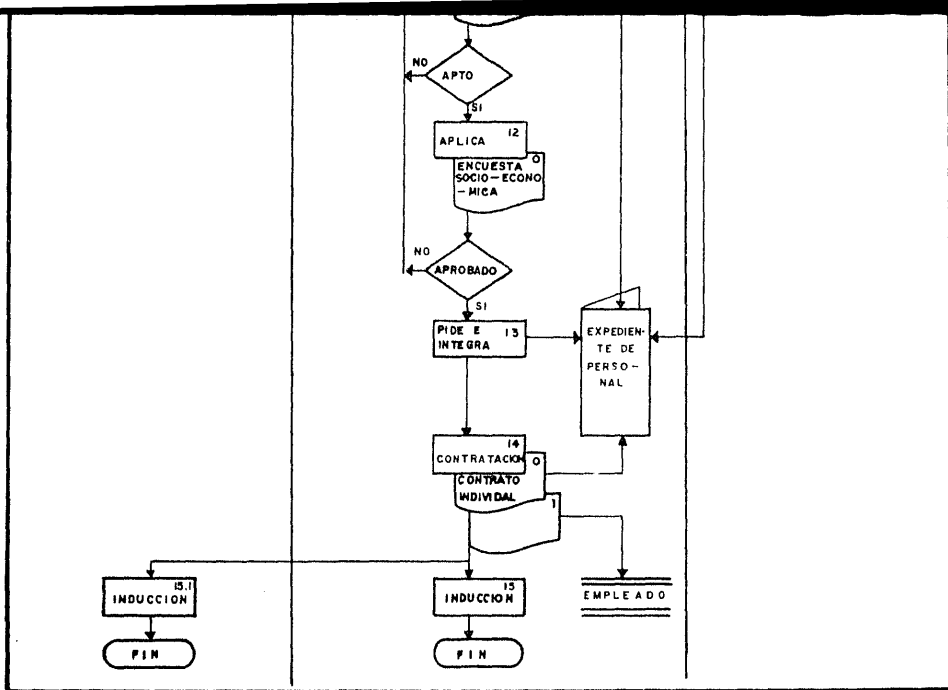 NO
APTO
SI
12
APLICA
0
ENCUESTA
SOCIO-ECONO
-MICA
NO
APROBADO
SI
PIDE E
INTEGRA
13
EXPEDIEN-
TE DE
PERSO-
NAL
14
CONTRATACION
0
CONTRATO
INDIVIDAL
1
15.1
INDUCCION
15
INDUCCION
EMPLEADO
FIN
FIN